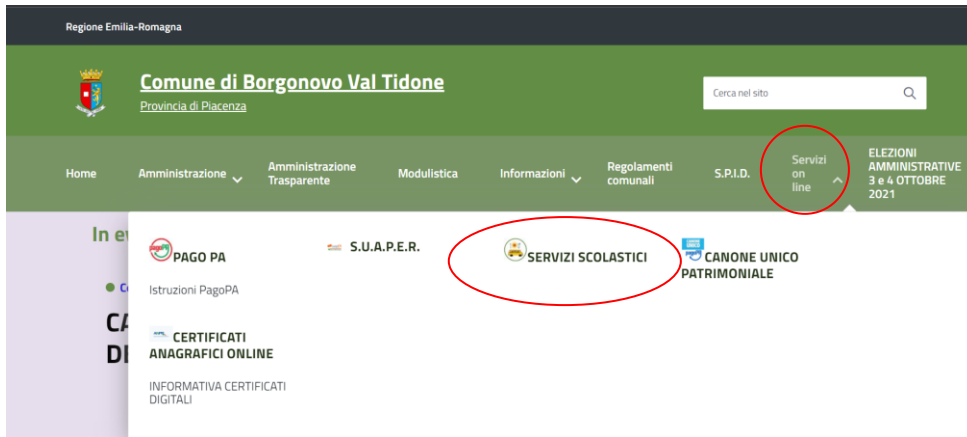 Regione Emilia-Romagna
Comune di Borgonovo Val Tidone
Provincia di Piacenza
Cerca nel sito
Home
Amministrazione
Amministrazione
Trasparente
Modulistica
Informazioni
Regolamenti
comunali
S.P.I.D.
Servizi
on
line
ELEZIONI
AMMINISTRATIVE
3 e 4 OTTOBRE
2021
In
PAGO PA
Istruzioni PagoPA
S.U.A.P.E.R.
SERVIZI SCOLASTICI
CANONE UNICO
PATRIMONIALE
CERTIFICATI
ANAGRAFICI ONLINE
INFORMATIVA CERTIFICATI
DIGITALI